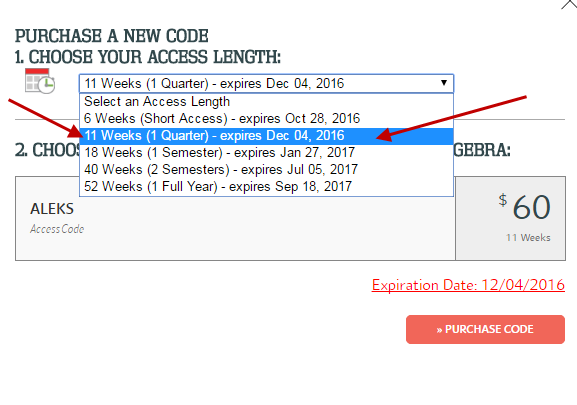 PURCHASE A NEW CODE
1. CHOOSE YOUR ACCESS LENGTH:
11 Weeks (1 Quarter) - expires Dec 04, 2016
Select an Access Length
6 Weeks (Short Access) - expires Oct 28, 2016
11 Weeks (1 Quarter) - expires Dec 04, 2016
18 Weeks (1 Semester) - expires Jan 27, 2017
40 Weeks (2 Semesters) - expires Jul 05, 2017
52 Weeks (1 Full Year) - expires Sep 18, 2017
2. CHOOS GEBRA:
ALEKS
Access Code
$60
11 Weeks
Expiration Date: 12/04/2016
» PURCHASE CODE